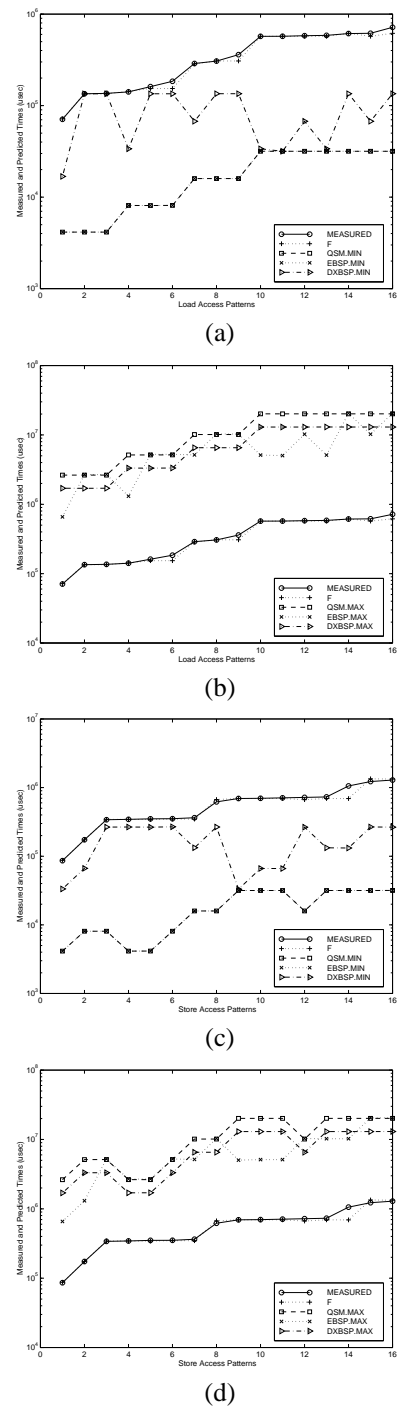 10^6
10^5
10^4
10^3
Measured and Predicted Times (usec)
MEASURED
F
QSM.MIN
EBSP.MIN
DXBSP.MIN
0 2 4 6 8 10 12 14 16
Load Access Patterns
(a)
10^8
10^7
10^6
10^5
10^4
Measured and Predicted Times (usec)
MEASURED
F
QSM.MAX
EBSP.MAX
DXBSP.MAX
0 2 4 6 8 10 12 14 16
Load Access Patterns
(b)
10^7
10^6
10^5
10^4
10^3
Measured and Predicted Times (usec)
MEASURED
F
QSM.MIN
EBSP.MIN
DXBSP.MIN
0 2 4 6 8 10 12 14 16
Store Access Patterns
(c)
10^8
10^7
10^6
10^5
10^4
Measured and Predicted Times (usec)
MEASURED
F
QSM.MAX
EBSP.MAX
DXBSP.MAX
0 2 4 6 8 10 12 14 16
Store Access Patterns
(d)